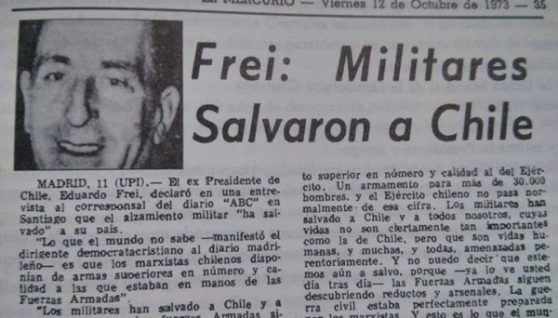 EL MERCURIO — Viernes 12 de Octubre de 1973 — 35
Frei: Militares
Salvaron a Chile
MADRID, 11 (UPI).— El ex Presidente de
Chile, Eduardo Frei, declaró en una entre-
vista al corresponsal del diario "ABC" en
Santiago que el alzamiento militar "ha sal-
vado" a su país.
"Lo que el mundo no sabe —manifestó el
dirigente democratacristiano al diario madri-
leño— es que los marxistas chilenos dispo-
nían de armas superiores en número y ca-
lidad a las que estaban en manos de las
Fuerzas Armadas".
"Los militares han salvado a Chile y a
Fuerzas Armadas si-
to superior en número y calidad al del Ejér-
cito. Un armamento para más de 30.000
hombres, y el Ejército chileno no pasa nor-
malmente de esa cifra. Los militares han
salvado a Chile y a todos nosotros, cuyas
vidas no son ciertamente tan importantes
como la de Chile, pero que son vidas hu-
manas, y muchas, y todas, amenazadas pe-
rentoriamente. Y no puedo decir que este-
mos aún a salvo, porque —ya lo ve usted
día tras día— las Fuerzas Armadas siguen
descubriendo reductos y arsenales. La gue-
rra civil estaba perfectamente preparada
por los marxistas. Y esto es lo que el mun